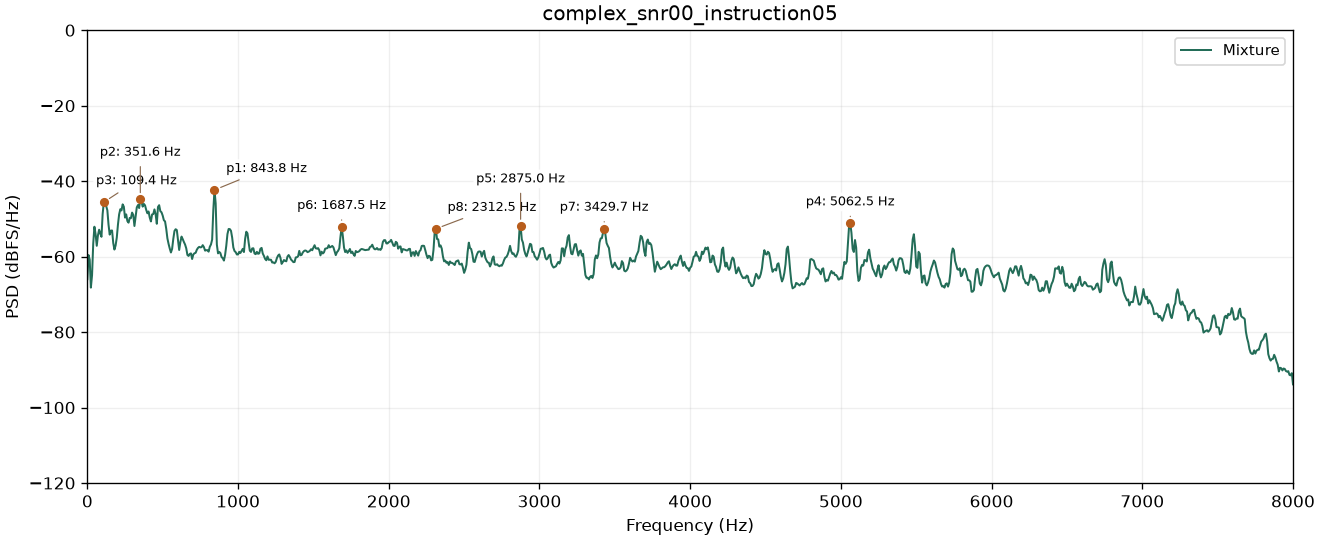 complex_snr00_instruction05
Mixture
p2: 351.6 Hz
p3: 109.4 Hz
p1: 843.8 Hz
p6: 1687.5 Hz
p8: 2312.5 Hz
p5: 2875.0 Hz
p7: 3429.7 Hz
p4: 5062.5 Hz
PSD (dBFS/Hz)
0
−20
−40
−60
−80
−100
−120
0 1000 2000 3000 4000 5000 6000 7000 8000
Frequency (Hz)